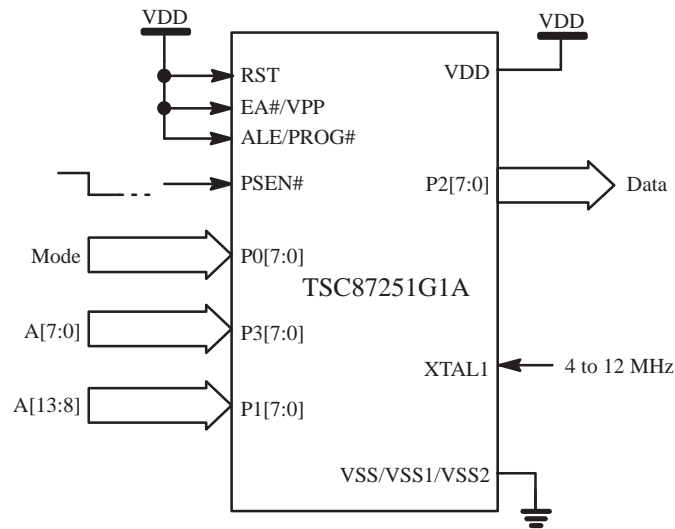 VDD
VDD
RST
VDD
EA#/VPP
ALE/PROG#
PSEN#
P2[7:0]
Data
Mode
P0[7:0]
TSC87251G1A
A[7:0]
P3[7:0]
XTAL1
4 to 12 MHz
A[13:8]
P1[7:0]
VSS/VSS1/VSS2